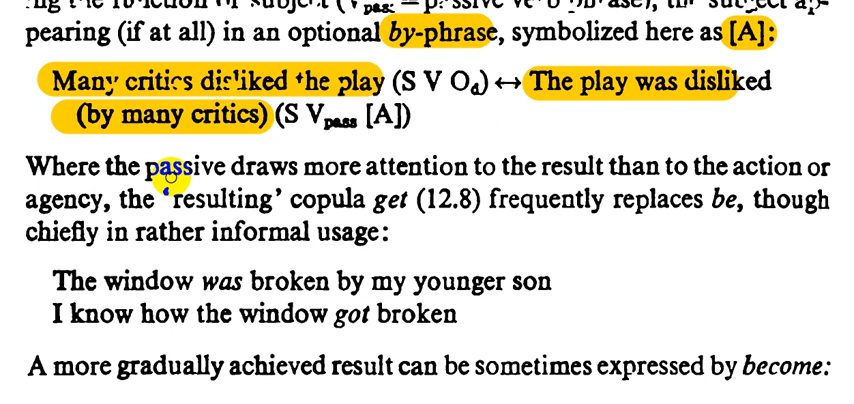 pearing (if at all) in an optional by-phrase, symbolized here as [A]:
Many critics disliked the play (S V Od) ↔ The play was disliked
(by many critics) (S Vpass [A])
Where the passive draws more attention to the result than to the action or
agency, the ‘resulting’ copula get (12.8) frequently replaces be, though
chiefly in rather informal usage:
The window was broken by my younger son
I know how the window got broken
A more gradually achieved result can be sometimes expressed by become: